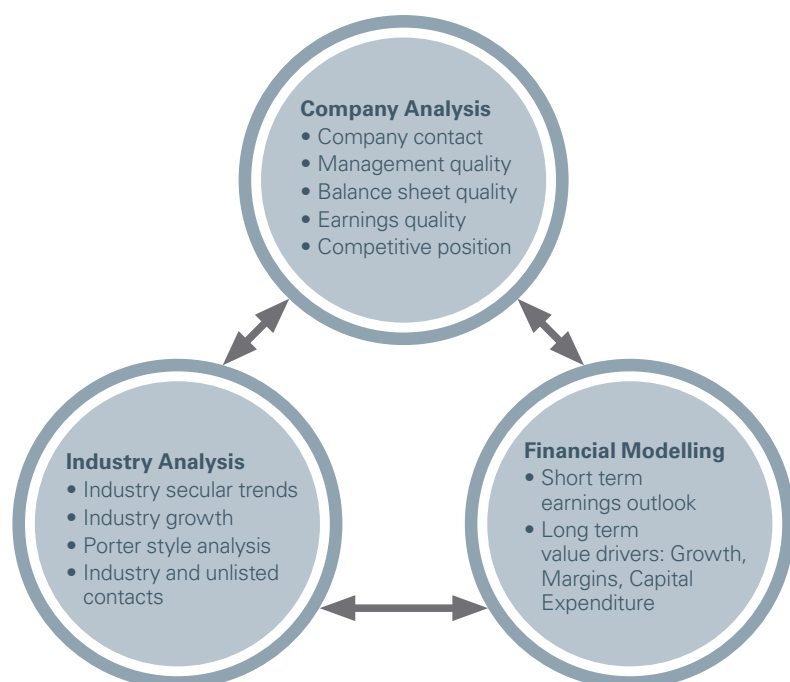 Company Analysis
• Company contact
• Management quality
• Balance sheet quality
• Earnings quality
• Competitive position
Industry Analysis
• Industry secular trends
• Industry growth
• Porter style analysis
• Industry and unlisted
contacts
Financial Modelling
• Short term
earnings outlook
• Long term
value drivers: Growth,
Margins, Capital
Expenditure